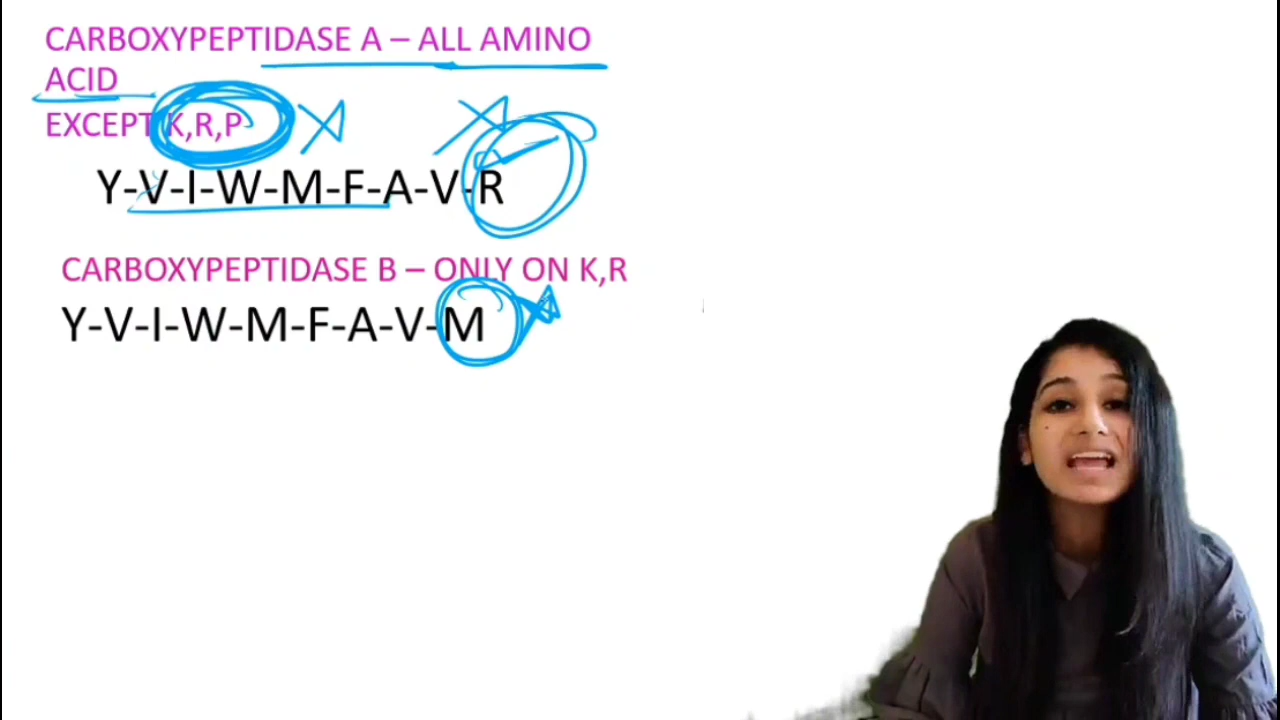 CARBOXYPEPTIDASE A – ALL AMINO
ACID
EXCEPT K,R,P
Y-V-I-W-M-F-A-V-R
CARBOXYPEPTIDASE B – ONLY ON K,R
Y-V-I-W-M-F-A-V-M